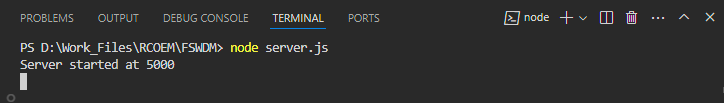 PROBLEMS OUTPUT DEBUG CONSOLE TERMINAL PORTS node
PS D:\Work_Files\RCOEM\FSWDM> node server.js
Server started at 5000